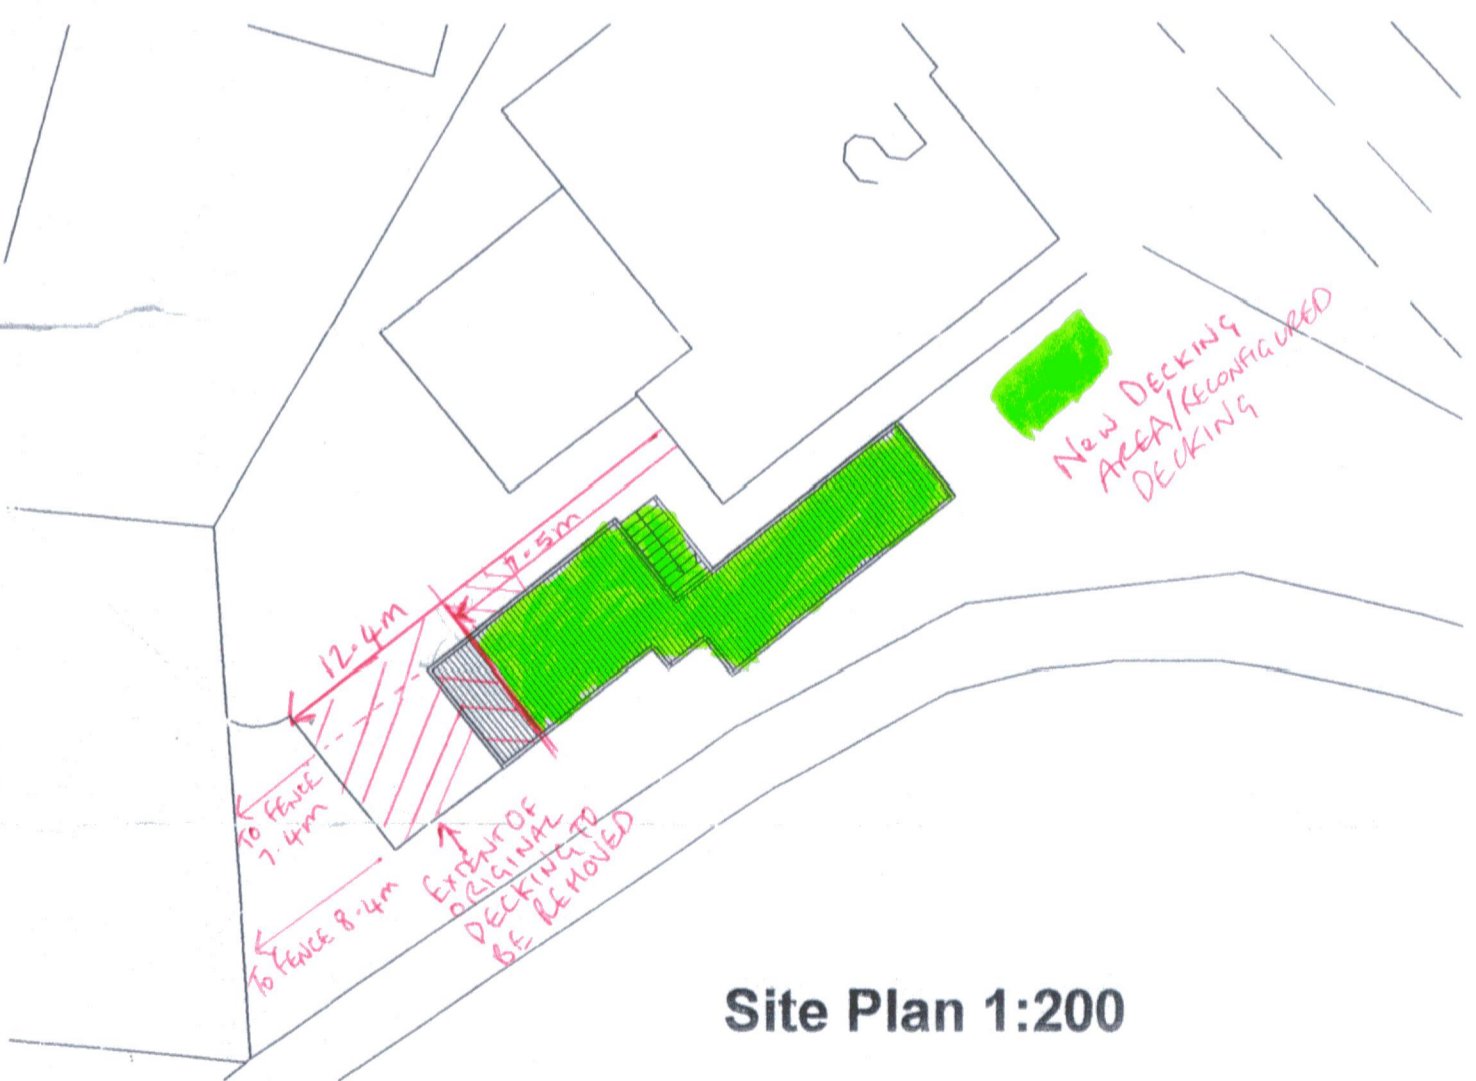 2
NEW DECKING
AREA/RECONFIGURED
DECKING
7.5m
12.4m
TO FENCE
7.4m
TO FENCE 8.4m
EXTENT OF
ORIGINAL
DECKING TO
BE REMOVED
Site Plan 1:200